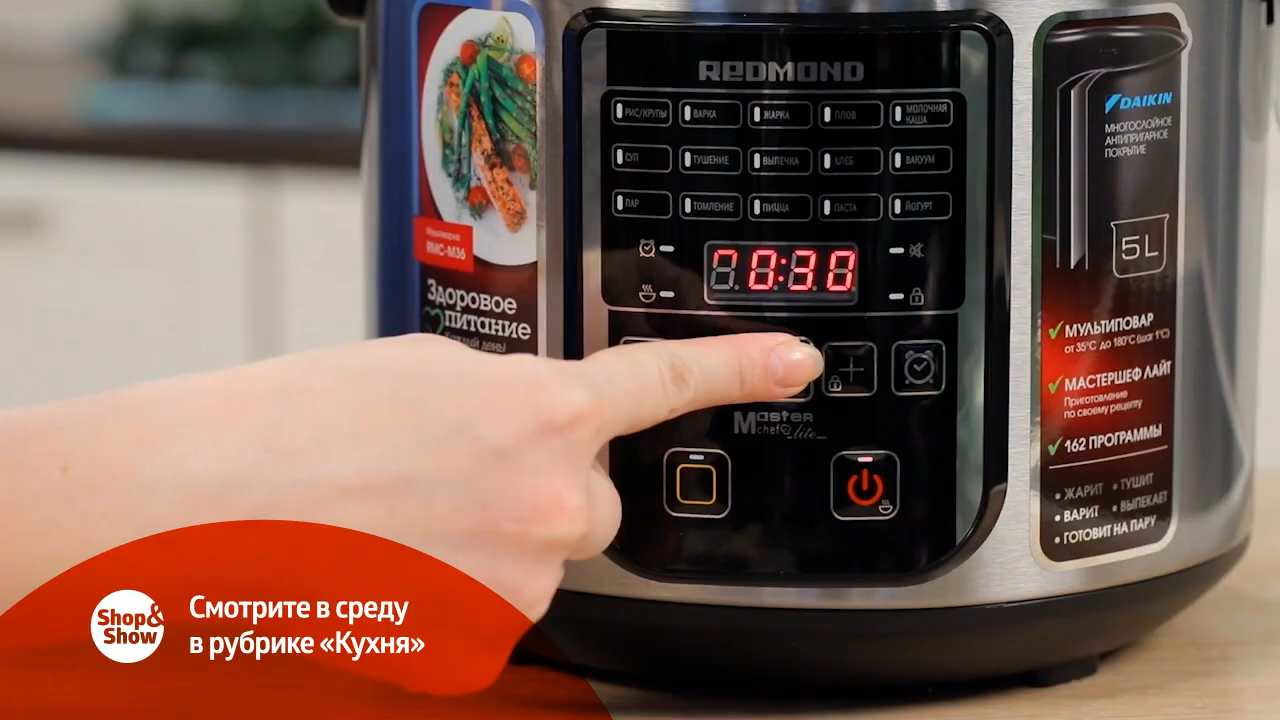 REDMOND
РИС/КРУПЫ
ВАРКА
ЖАРКА
ПЛОВ
МОЛОЧНАЯ
КАША
СУП
ТУШЕНИЕ
ВЫПЕЧКА
ХЛЕБ
ВАКУУМ
ПАР
ТОМЛЕНИЕ
ПИЦЦА
ПАСТА
ЙОГУРТ
00:30
MASTER
chef lite
Мультиварка
RMC-M36
Здоровое
питание
DAIKIN
МНОГОСЛОЙНОЕ
АНТИПРИГАРНОЕ
ПОКРЫТИЕ
5L
МУЛЬТИПОВАР
от 35°C до 180°C (шаг 1°C)
МАСТЕРШЕФ ЛАЙТ
Приготовление
по своему рецепту
162 ПРОГРАММЫ
• ЖАРИТ • ТУШИТ
• ВАРИТ • ВЫПЕКАЕТ
• ГОТОВИТ НА ПАРУ
Shop&
Show
Смотрите в среду
в рубрике «Кухня»